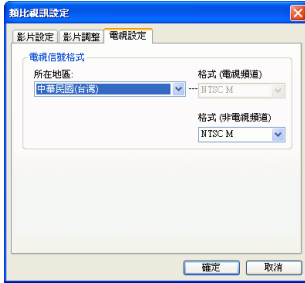 類比視訊設定
影片設定 影片調整 電視設定
電視信號格式
所在地區: 格式 (電視頻道)
中華民國(台灣) --- NTSC M
格式 (非電視頻道)
NTSC M
確定 取消